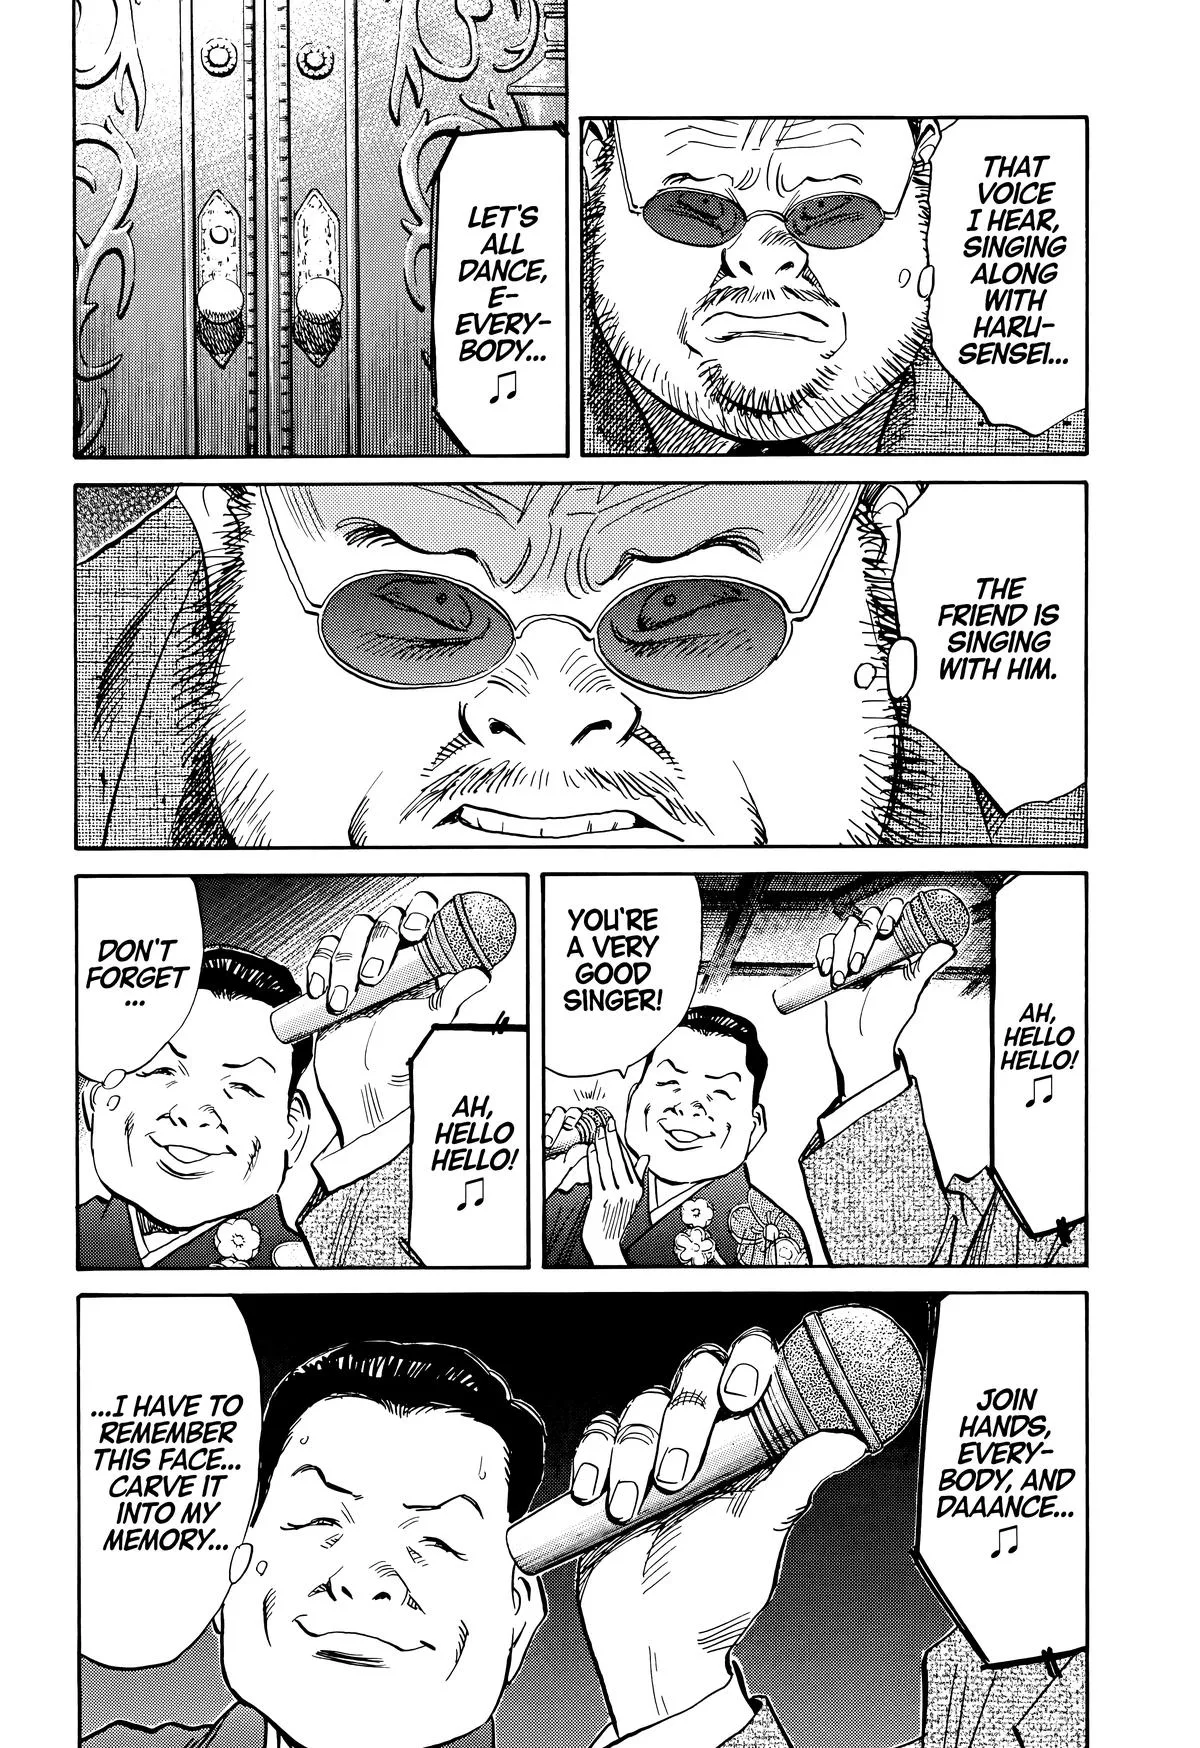 THAT
VOICE
I HEAR,
SINGING
ALONG
WITH
HARU-
SENSEI...
LET'S
ALL
DANCE,
E-
EVERY-
BODY...
♫
THE
FRIEND IS
SINGING
WITH HIM.
AH,
HELLO
HELLO!
♫
YOU'RE
A VERY
GOOD
SINGER!
DON'T
FORGET
...
AH,
HELLO
HELLO!
♫
JOIN
HANDS,
EVERY-
BODY, AND
DAAANCE...
♫
...I HAVE TO
REMEMBER
THIS FACE...
CARVE IT
INTO MY
MEMORY...